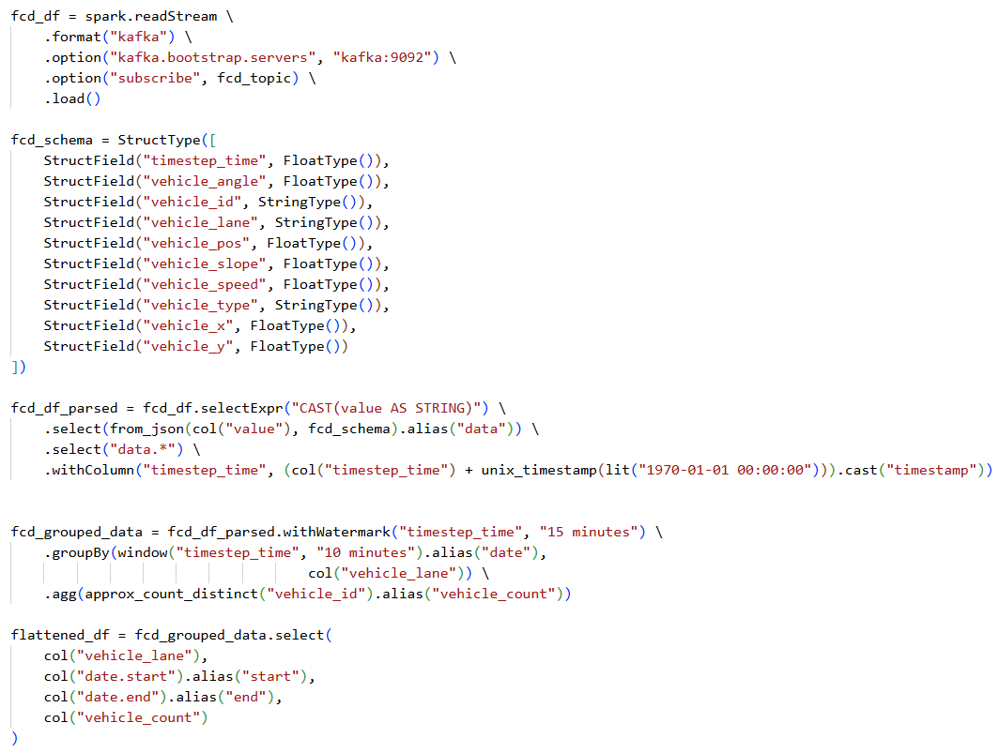 fcd_df = spark.readStream \
    .format("kafka") \
    .option("kafka.bootstrap.servers", "kafka:9092") \
    .option("subscribe", fcd_topic) \
    .load()

fcd_schema = StructType([
    StructField("timestep_time", FloatType()),
    StructField("vehicle_angle", FloatType()),
    StructField("vehicle_id", StringType()),
    StructField("vehicle_lane", StringType()),
    StructField("vehicle_pos", FloatType()),
    StructField("vehicle_slope", FloatType()),
    StructField("vehicle_speed", FloatType()),
    StructField("vehicle_type", StringType()),
    StructField("vehicle_x", FloatType()),
    StructField("vehicle_y", FloatType())
])

fcd_df_parsed = fcd_df.selectExpr("CAST(value AS STRING)") \
    .select(from_json(col("value"), fcd_schema).alias("data")) \
    .select("data.*") \
    .withColumn("timestep_time", (col("timestep_time") + unix_timestamp(lit("1970-01-01 00:00:00"))).cast("timestamp"))


fcd_grouped_data = fcd_df_parsed.withWatermark("timestep_time", "15 minutes") \
    .groupBy(window("timestep_time", "10 minutes").alias("date"),
                                    col("vehicle_lane")) \
    .agg(approx_count_distinct("vehicle_id").alias("vehicle_count"))

flattened_df = fcd_grouped_data.select(
    col("vehicle_lane"),
    col("date.start").alias("start"),
    col("date.end").alias("end"),
    col("vehicle_count")
)